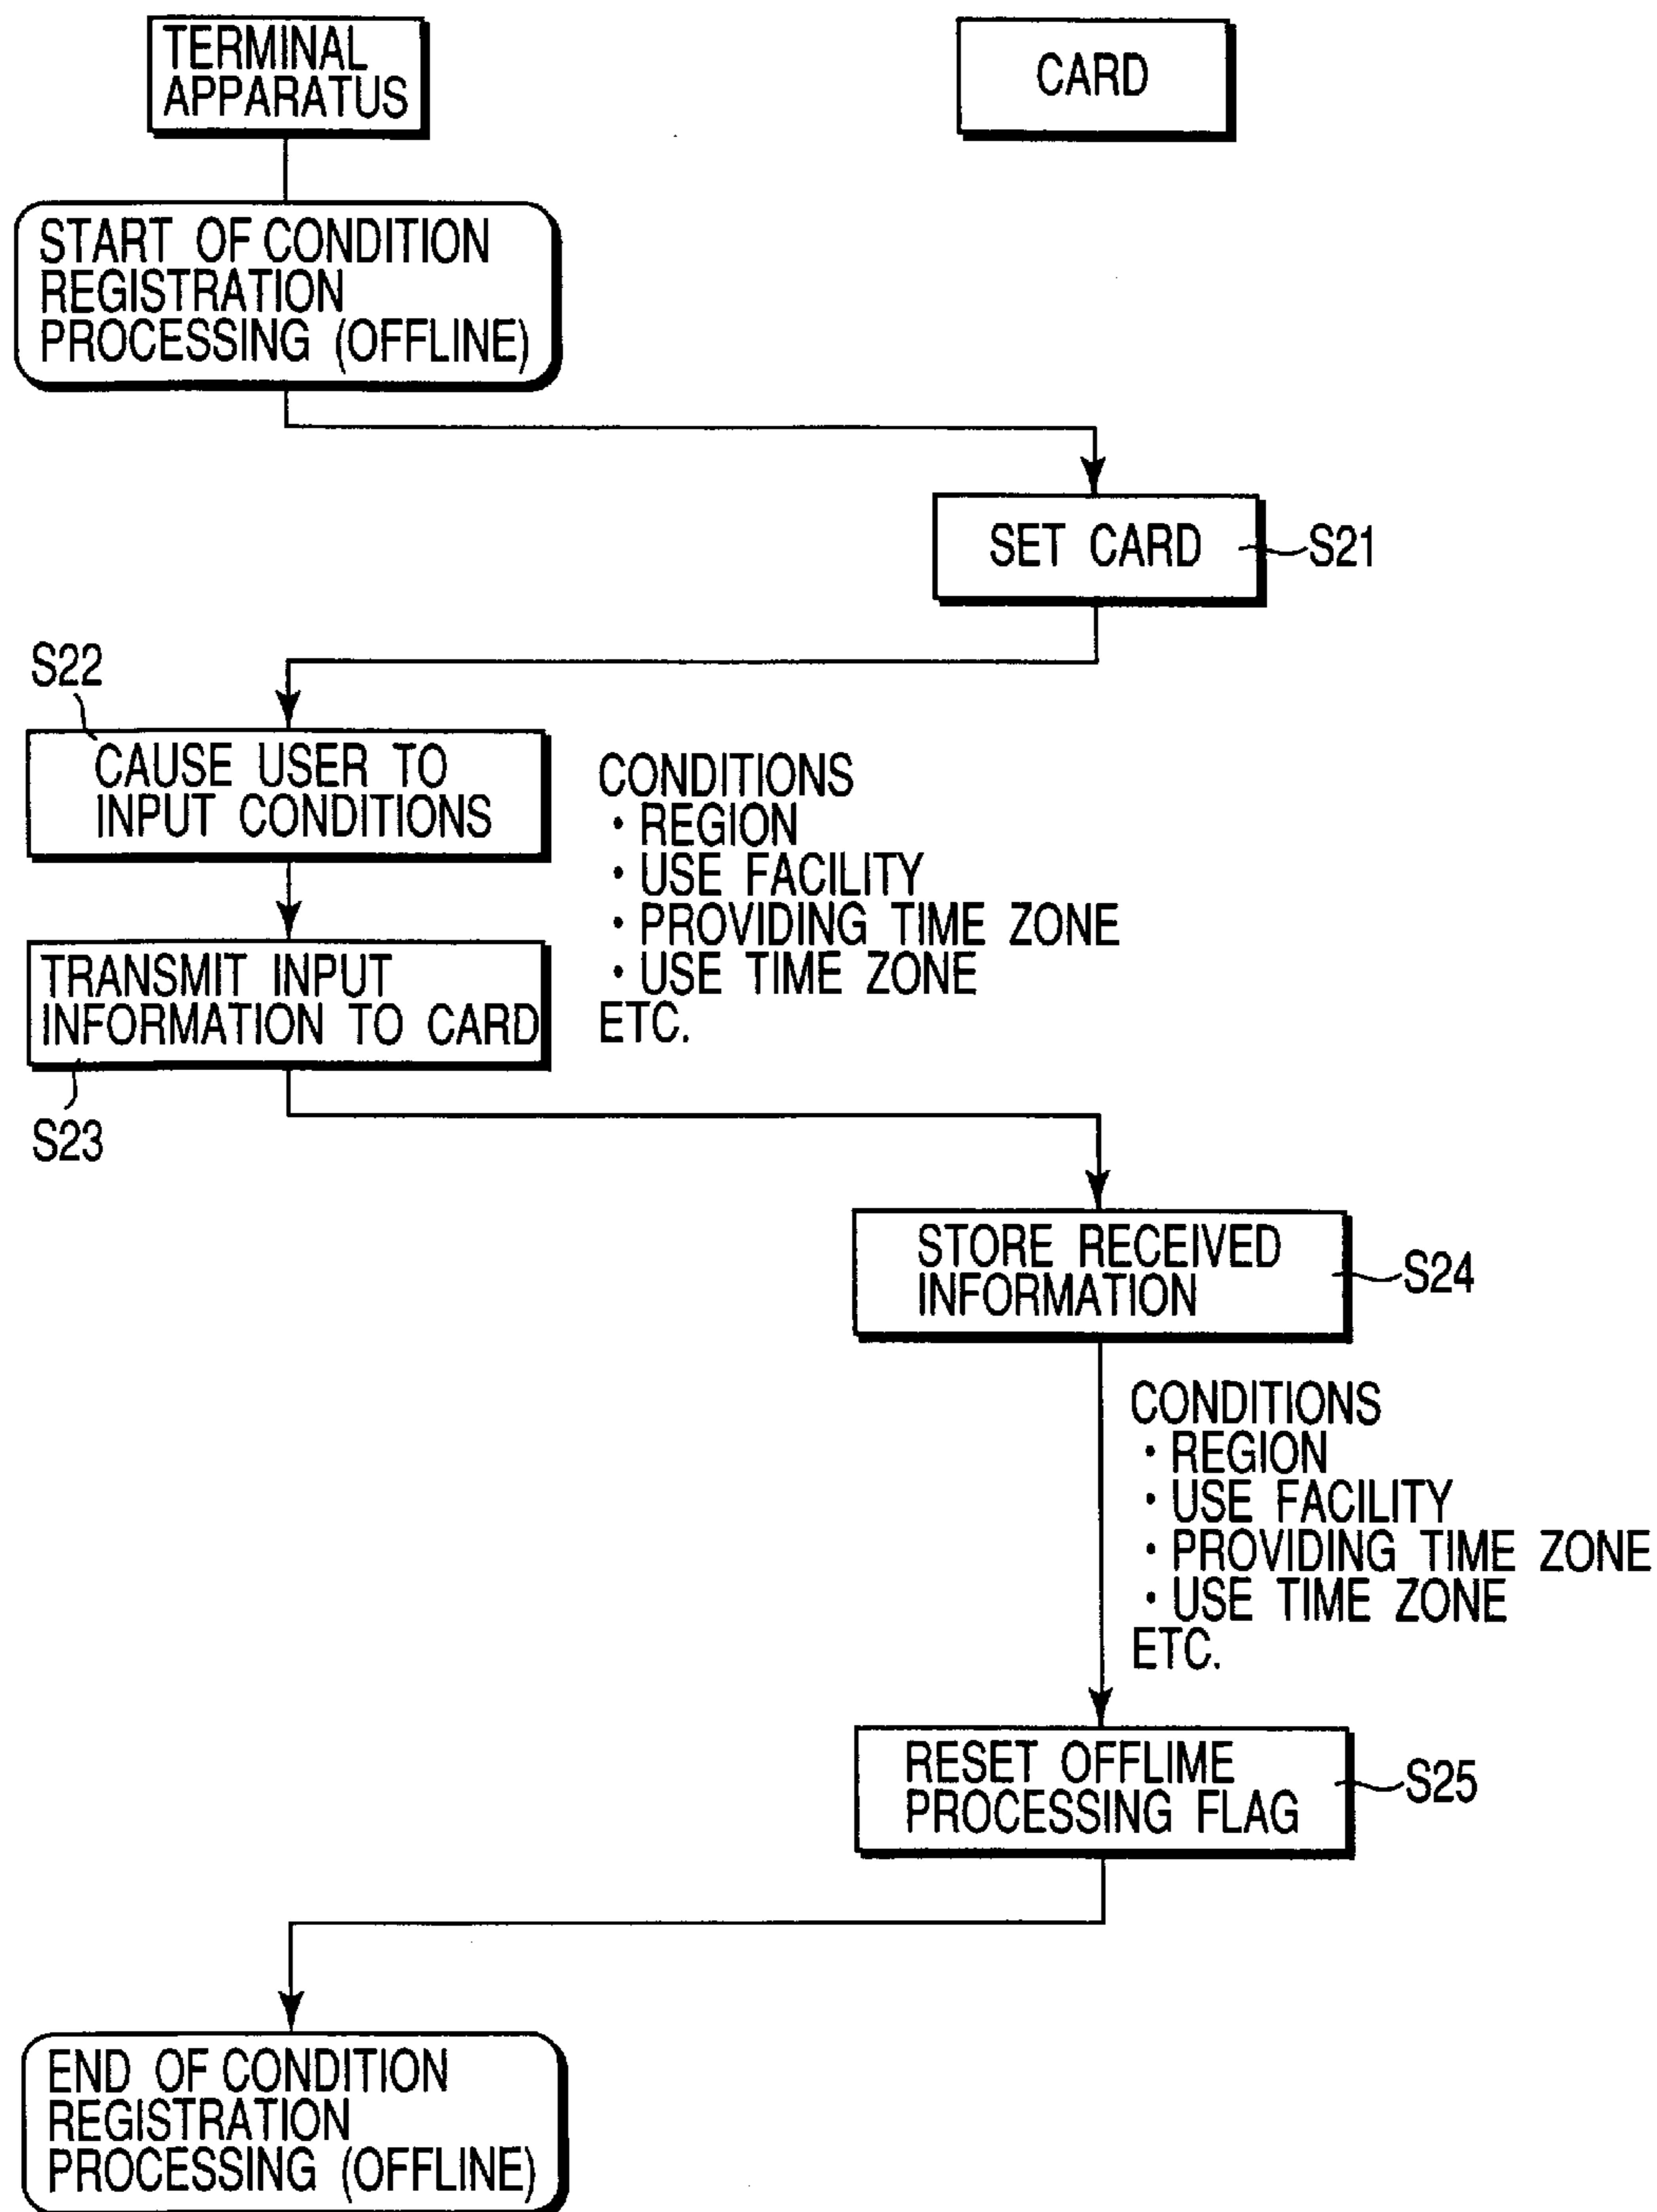 TERMINAL
APPARATUS
CARD
START OF CONDITION
REGISTRATION
PROCESSING (OFFLINE)
SET CARD
S21
S22
CAUSE USER TO
INPUT CONDITIONS
CONDITIONS
· REGION
· USE FACILITY
· PROVIDING TIME ZONE
· USE TIME ZONE
ETC.
TRANSMIT INPUT
INFORMATION TO CARD
S23
STORE RECEIVED
INFORMATION
S24
CONDITIONS
· REGION
· USE FACILITY
· PROVIDING TIME ZONE
· USE TIME ZONE
ETC.
RESET OFFLIME
PROCESSING FLAG
S25
END OF CONDITION
REGISTRATION
PROCESSING (OFFLINE)